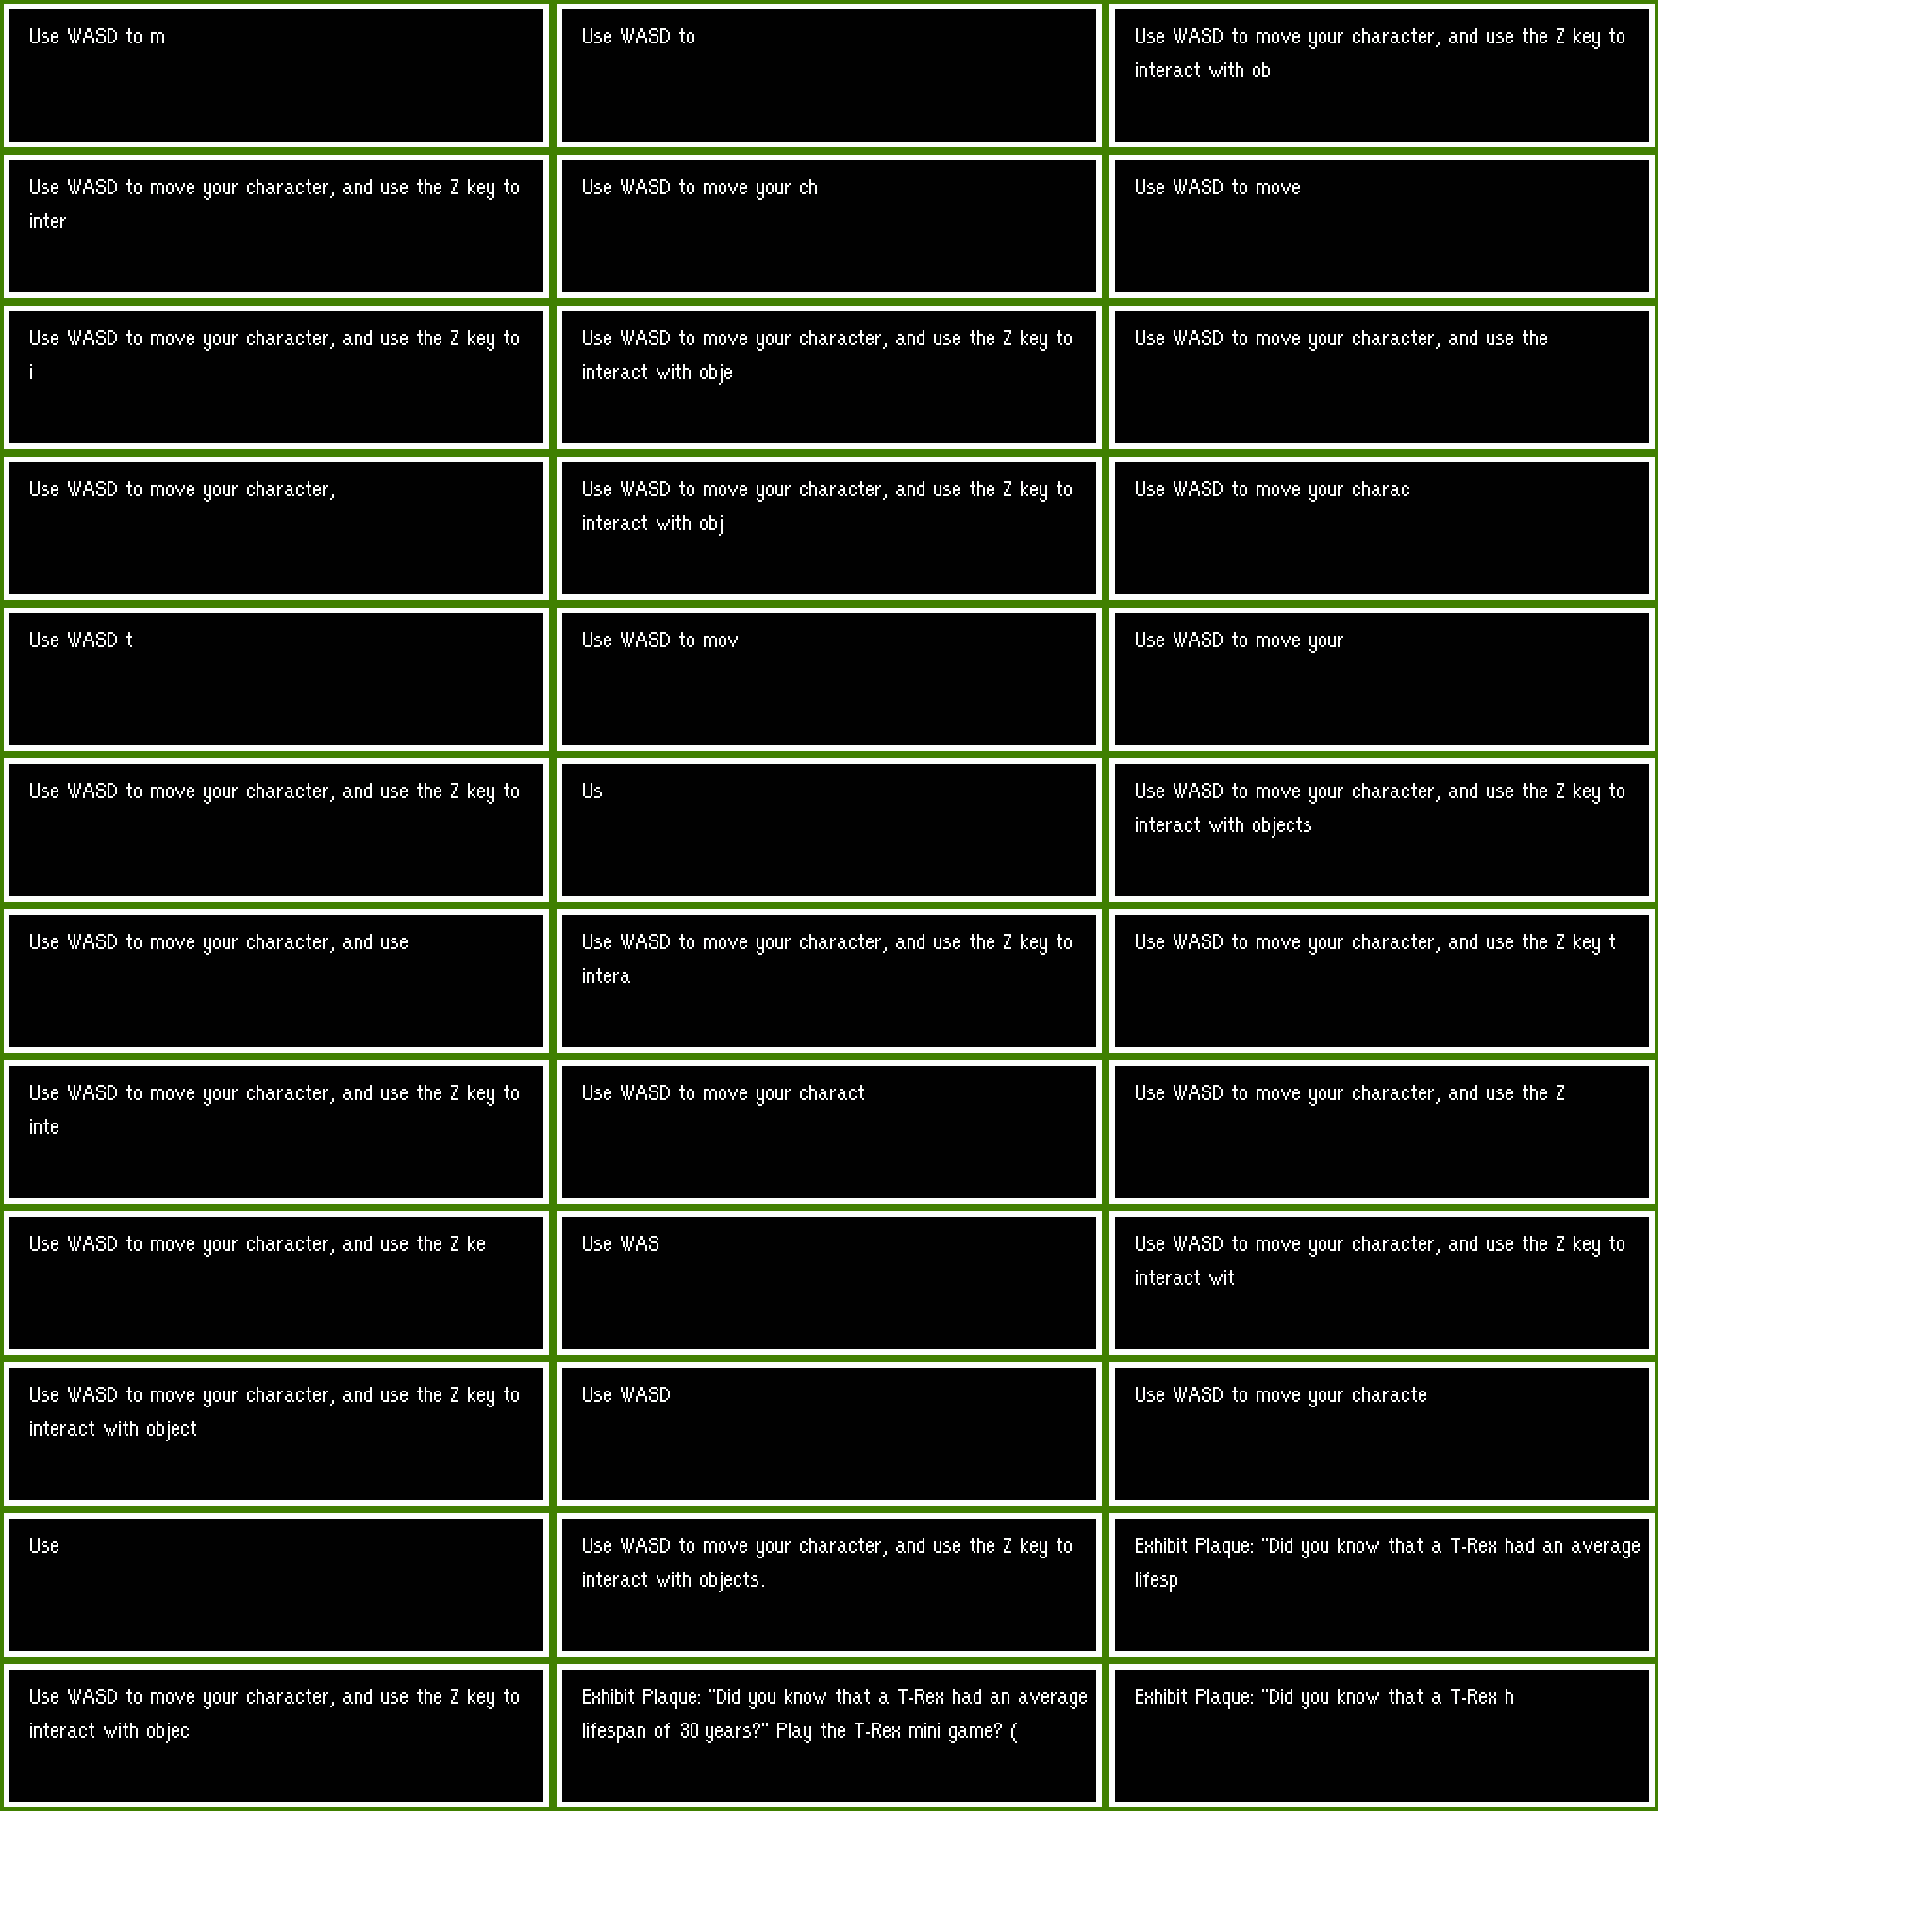 Use WASD to m
Use WASD to
Use WASD to move your character, and use the Z key to
interact with ob
Use WASD to move your character, and use the Z key to
inter
Use WASD to move your ch
Use WASD to move
Use WASD to move your character, and use the Z key to
i
Use WASD to move your character, and use the Z key to
interact with obje
Use WASD to move your character, and use the
Use WASD to move your character,
Use WASD to move your character, and use the Z key to
interact with obj
Use WASD to move your charac
Use WASD t
Use WASD to mov
Use WASD to move your
Use WASD to move your character, and use the Z key to
Us
Use WASD to move your character, and use the Z key to
interact with objects
Use WASD to move your character, and use
Use WASD to move your character, and use the Z key to
intera
Use WASD to move your character, and use the Z key t
Use WASD to move your character, and use the Z key to
inte
Use WASD to move your charact
Use WASD to move your character, and use the Z
Use WASD to move your character, and use the Z ke
Use WAS
Use WASD to move your character, and use the Z key to
interact wit
Use WASD to move your character, and use the Z key to
interact with object
Use WASD
Use WASD to move your characte
Use
Use WASD to move your character, and use the Z key to
interact with objects.
Exhibit Plaque: "Did you know that a T-Rex had an average
lifesp
Use WASD to move your character, and use the Z key to
interact with objec
Exhibit Plaque: "Did you know that a T-Rex had an average
lifespan of 30 years?" Play the T-Rex mini game? (
Exhibit Plaque: "Did you know that a T-Rex h